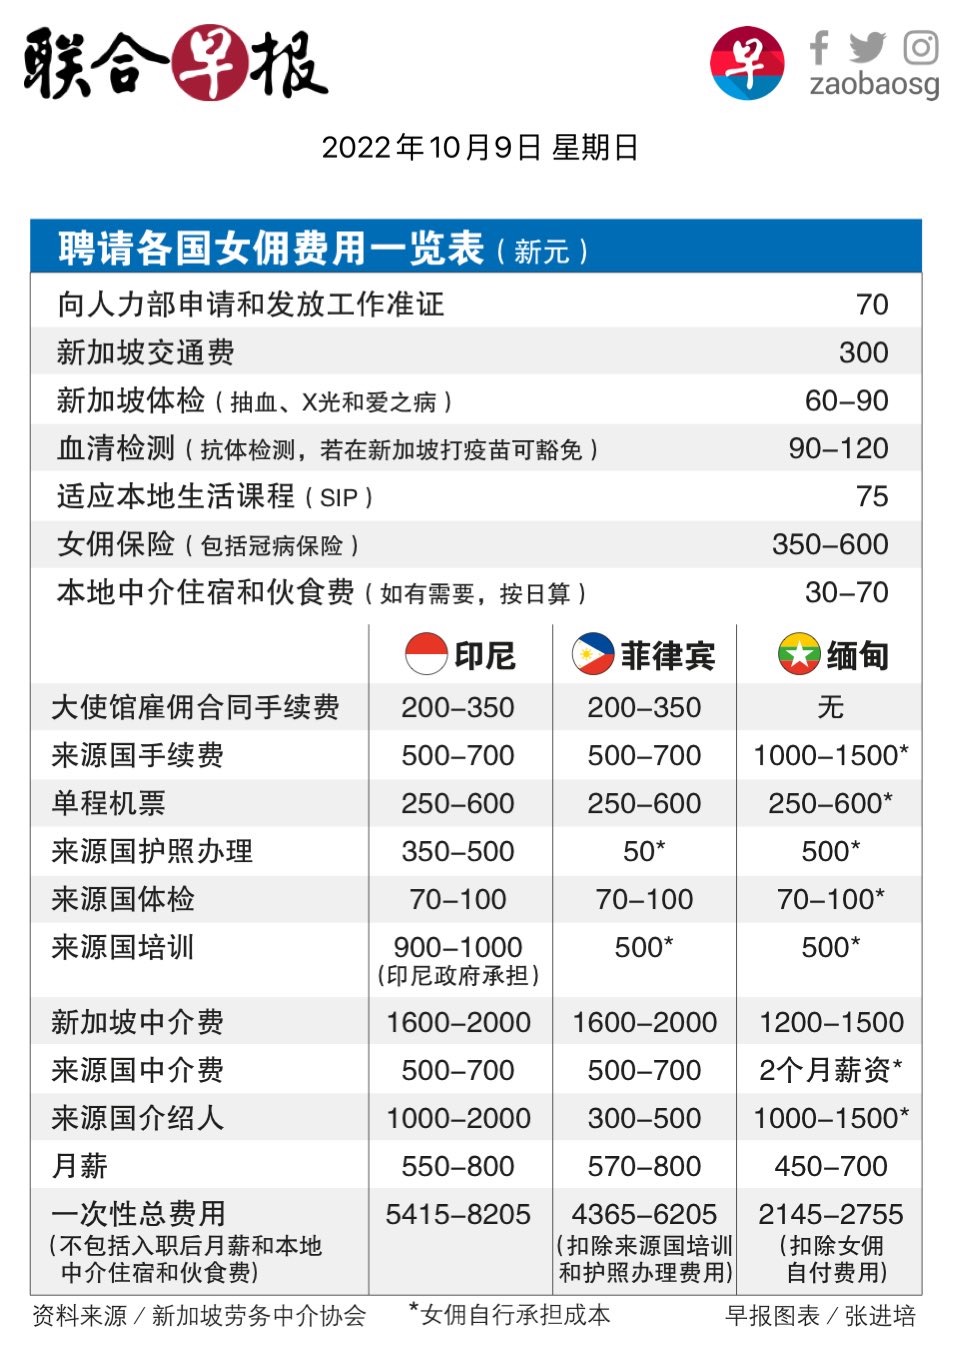 联合早报
早
zaobaosg
2022年10月9日 星期日
聘请各国女佣费用一览表（新元）
向人力部申请和发放工作准证 70
新加坡交通费 300
新加坡体检（抽血、X光和爱之病） 60–90
血清检测（抗体检测，若在新加坡打疫苗可豁免） 90–120
适应本地生活课程（SIP） 75
女佣保险（包括冠病保险） 350–600
本地中介住宿和伙食费（如有需要，按日算） 30–70
印尼 菲律宾 缅甸
大使馆雇佣合同手续费 200–350 200–350 无
来源国手续费 500–700 500–700 1000–1500*
单程机票 250–600 250–600 250–600*
来源国护照办理 350–500 50* 500*
来源国体检 70–100 70–100 70–100*
来源国培训 900–1000 500* 500*
（印尼政府承担）
新加坡中介费 1600–2000 1600–2000 1200–1500
来源国中介费 500–700 500–700 2个月薪资*
来源国介绍人 1000–2000 300–500 1000–1500*
月薪 550–800 570–800 450–700
一次性总费用 5415–8205 4365–6205 2145–2755
（不包括入职后月薪和本地 （扣除来源国培训 （扣除女佣
中介住宿和伙食费） 和护照办理费用） 自付费用）
资料来源／新加坡劳务中介协会 *女佣自行承担成本 早报图表／张进培